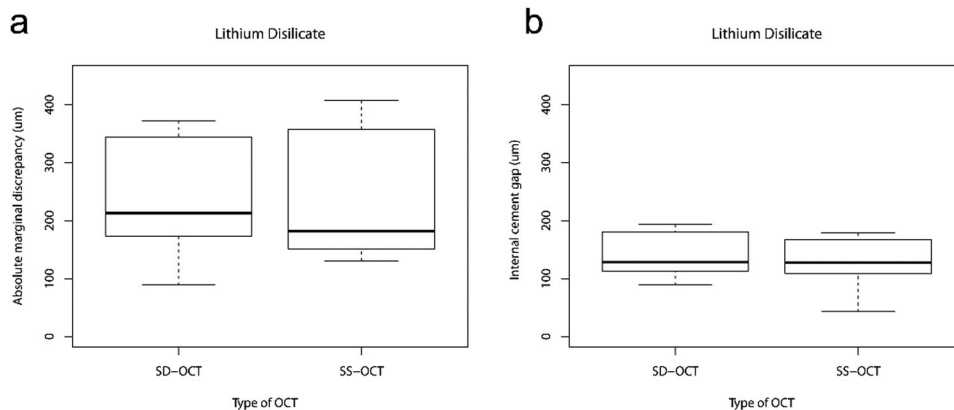 a
Lithium Disilicate
Absolute marginal discrepancy (um)
400
300
200
100
0
SD-OCT
SS-OCT
Type of OCT
b
Lithium Disilicate
Internal cement gap (um)
400
300
200
100
0
SD-OCT
SS-OCT
Type of OCT